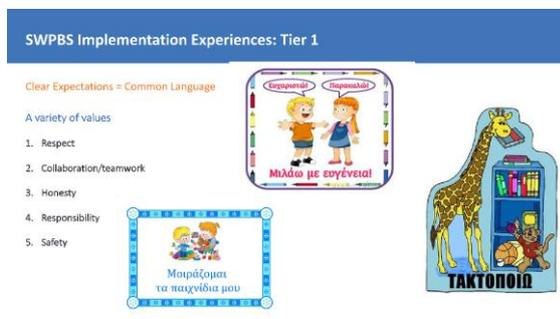 SWPBS Implementation Experiences: Tier 1
Clear Expectations = Common Language
A variety of values
1. Respect
2. Collaboration/teamwork
3. Honesty
4. Responsibility
5. Safety
Ευχαριστώ!
Παρακαλώ!
Μιλάω με ευγένεια!
Μοιράζομαι
τα παιχνίδια μου
ΤΑΚΤΟΠΟΙΩ